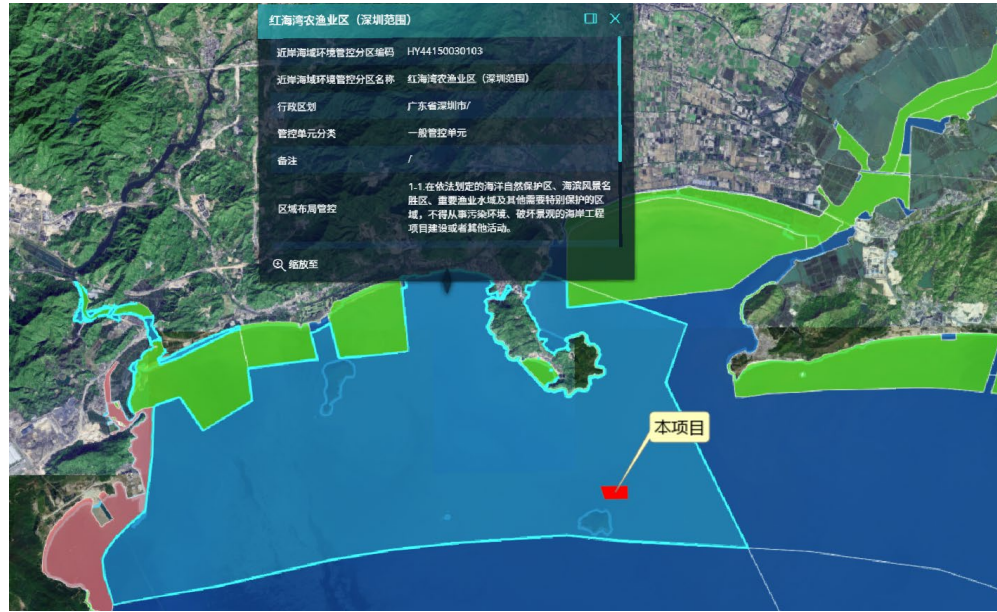 红海湾农渔业区（深圳范围）
近岸海域环境管控分区编码 HY44150030103
近岸海域环境管控分区名称 红海湾农渔业区（深圳范围）
行政区划 广东省深圳市/
管控单元分类 一般管控单元
备注 /
区域布局管控 1-1.在依法划定的海洋自然保护区、海滨风景名
胜区、重要渔业水域及其他需要特别保护的区
域，不得从事污染环境、破坏景观的海岸工程
项目建设或者其他活动。
缩放至
本项目